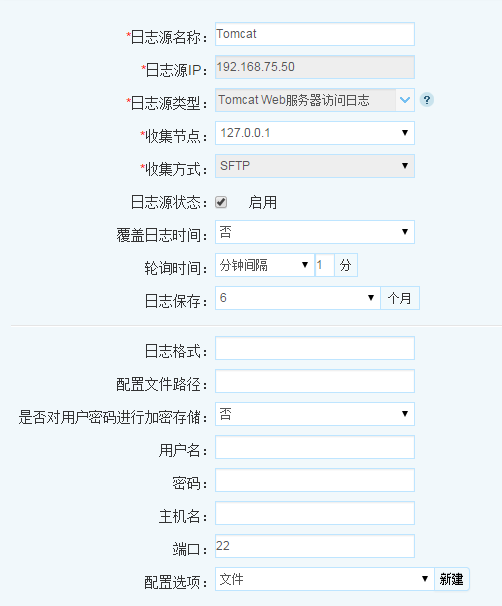 *日志源名称： Tomcat
*日志源IP： 192.168.75.50
*日志源类型： Tomcat Web服务器访问日志 ?
*收集节点： 127.0.0.1
*收集方式： SFTP
日志源状态： 启用
覆盖日志时间： 否
轮询时间： 分钟间隔 1 分
日志保存： 6 个月
日志格式：
配置文件路径：
是否对用户密码进行加密存储： 否
用户名：
密码：
主机名：
端口： 22
配置选项： 文件 新建